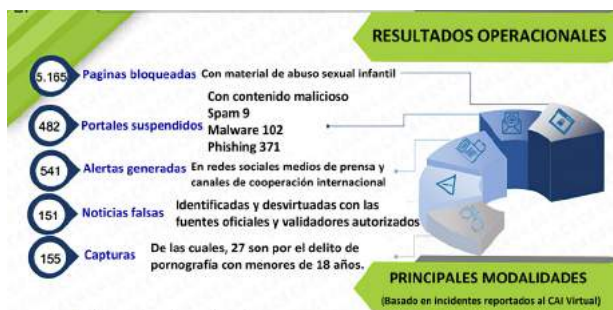 RESULTADOS OPERACIONALES
5.165 Paginas bloqueadas Con material de abuso sexual infantil
482 Portales suspendidos Con contenido malicioso
Spam 9
Malware 102
Phishing 371
541 Alertas generadas En redes sociales medios de prensa y
canales de cooperación internacional
151 Noticias falsas Identificadas y desvirtuadas con las
fuentes oficiales y validadores autorizados
155 Capturas De las cuales, 27 son por el delito de
pornografía con menores de 18 años.
PRINCIPALES MODALIDADES
(Basado en incidentes reportados al CAI Virtual)